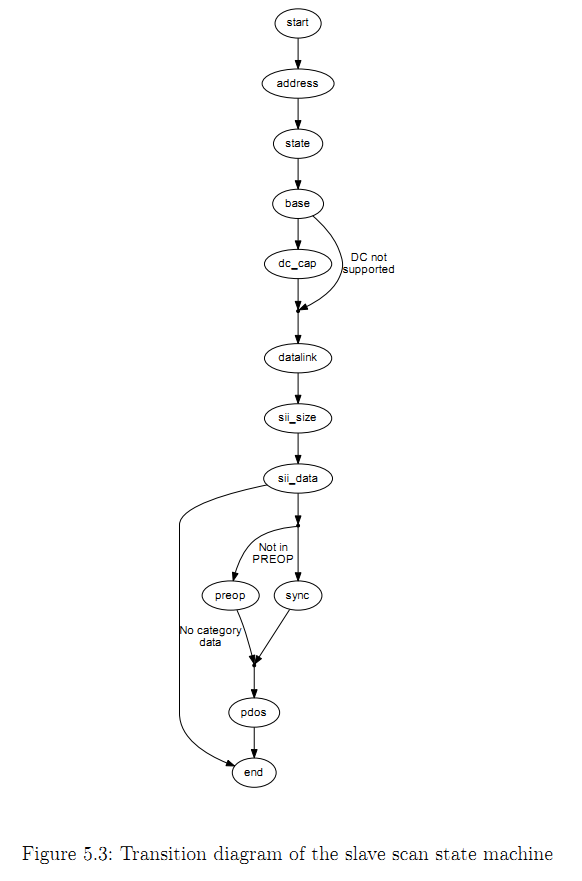 start
address
state
base
dc_cap
DC not
supported
datalink
sii_size
sii_data
Not in
PREOP
preop
sync
No category
data
pdos
end
Figure 5.3: Transition diagram of the slave scan state machine